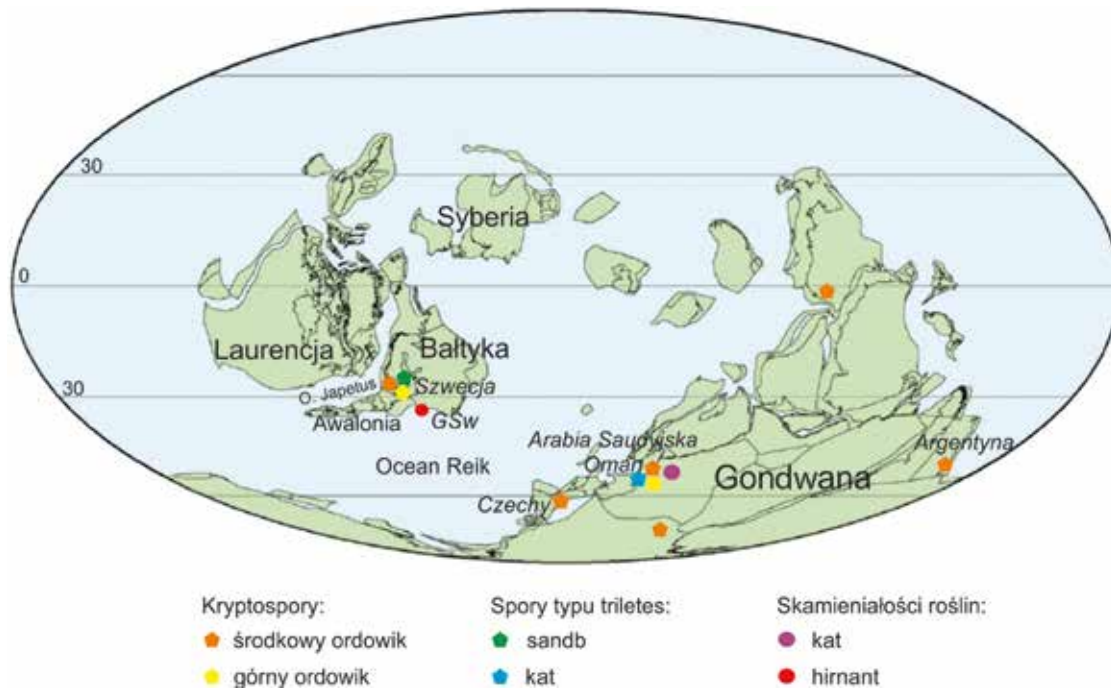 30
Syberia
0
Laurencja
Bałtyka
O. Japetus
Szwecja
30
Awalonia
GSw
Arabia Saudyjska
Argentyna
Ocean Reik
Oman
Gondwana
Czechy
Kryptospory:
środkowy ordowik
górny ordowik
Spory typu triletes:
sandb
kat
Skamieniałości roślin:
kat
hirnant